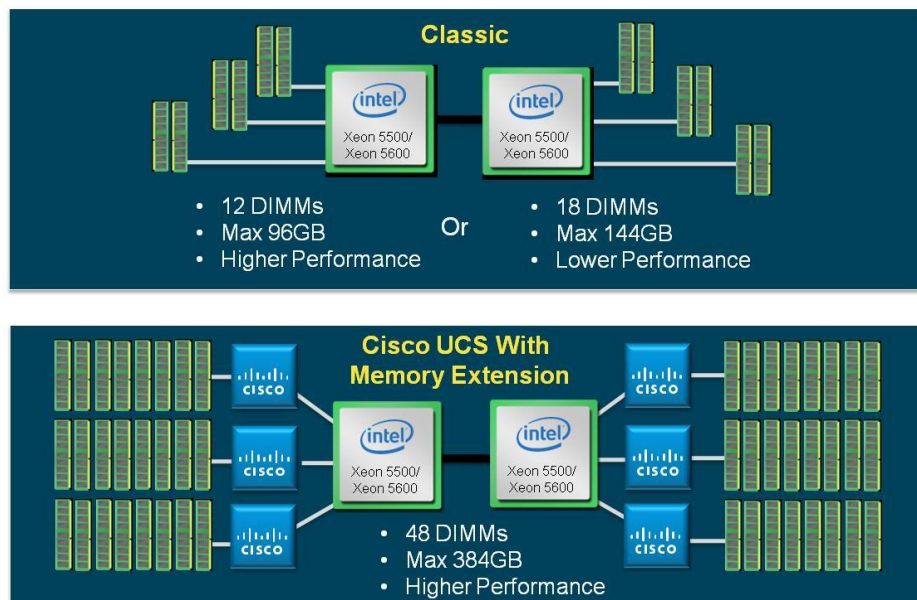 Classic
intel
Xeon 5500/
Xeon 5600
intel
Xeon 5500/
Xeon 5600
• 12 DIMMs
• Max 96GB
• Higher Performance
Or
• 18 DIMMs
• Max 144GB
• Lower Performance
Cisco UCS With
Memory Extension
CISCO
CISCO
CISCO
intel
Xeon 5500/
Xeon 5600
intel
Xeon 5500/
Xeon 5600
CISCO
CISCO
CISCO
• 48 DIMMs
• Max 384GB
• Higher Performance